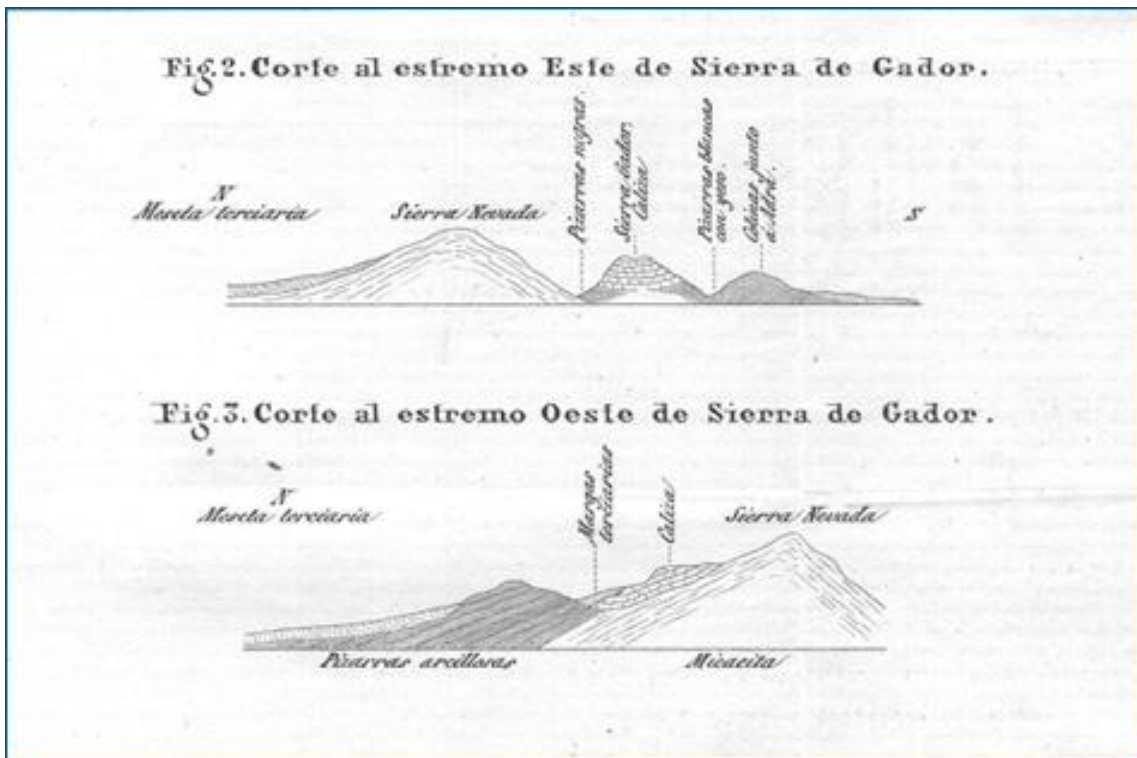 Fig. 2. Corte al estremo Este de Sierra de Gador.
N
Meseta terciaria
Sierra Nevada
Pizarras negras
Sierra Gador,
Caliza
Pizarras blancas
con yeso.
Colinas junto
á Adra.
S
Fig. 3. Corte al estremo Oeste de Sierra de Gador.
N
Meseta terciaria
Margas
terciarias
Caliza
Sierra Nevada
Pizarras arcillosas
Micacita